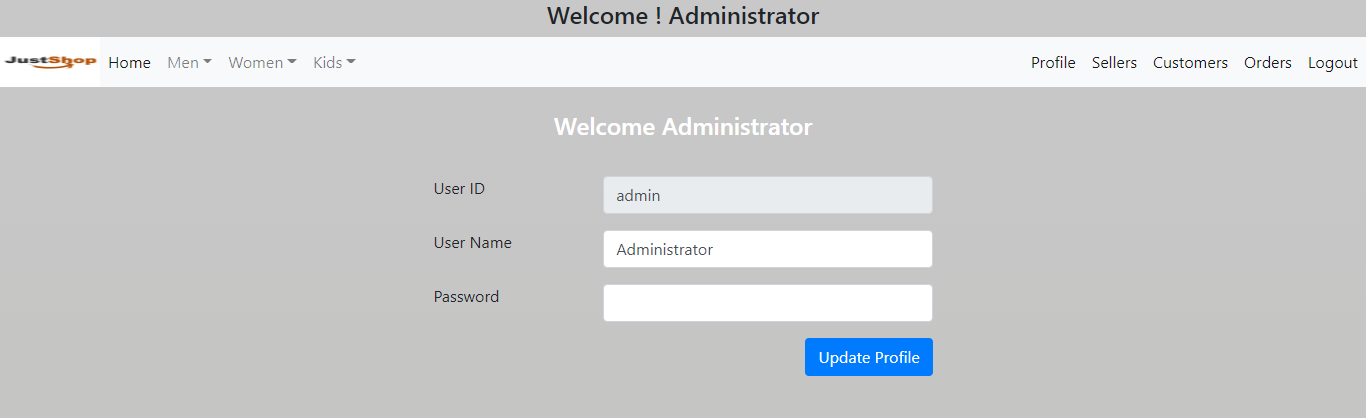 Welcome ! Administrator
JustShop Home Men Women Kids Profile Sellers Customers Orders Logout
Welcome Administrator
User ID admin
User Name Administrator
Password
Update Profile